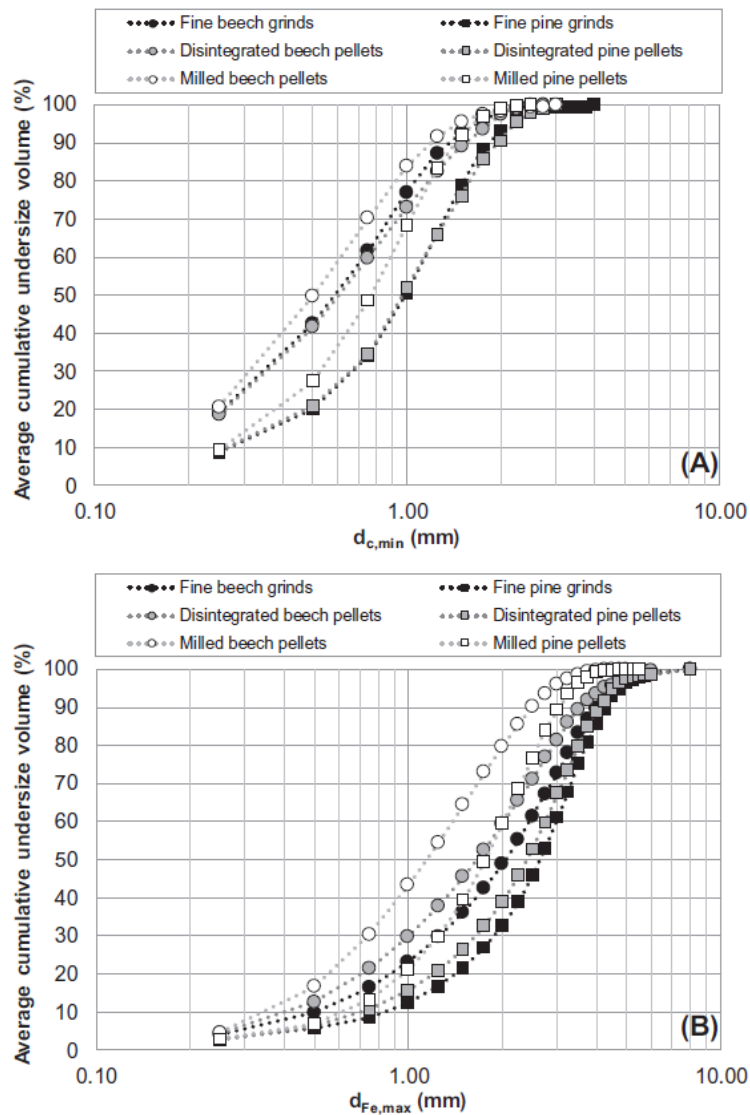 Fine beech grinds Fine pine grinds
Disintegrated beech pellets Disintegrated pine pellets
Milled beech pellets Milled pine pellets
Average cumulative undersize volume (%)
100
90
80
70
60
50
40
30
20
10
0
(A)
0.10 1.00 10.00
d_c,min (mm)
Fine beech grinds Fine pine grinds
Disintegrated beech pellets Disintegrated pine pellets
Milled beech pellets Milled pine pellets
Average cumulative undersize volume (%)
100
90
80
70
60
50
40
30
20
10
0
(B)
0.10 1.00 10.00
d_Fe,max (mm)